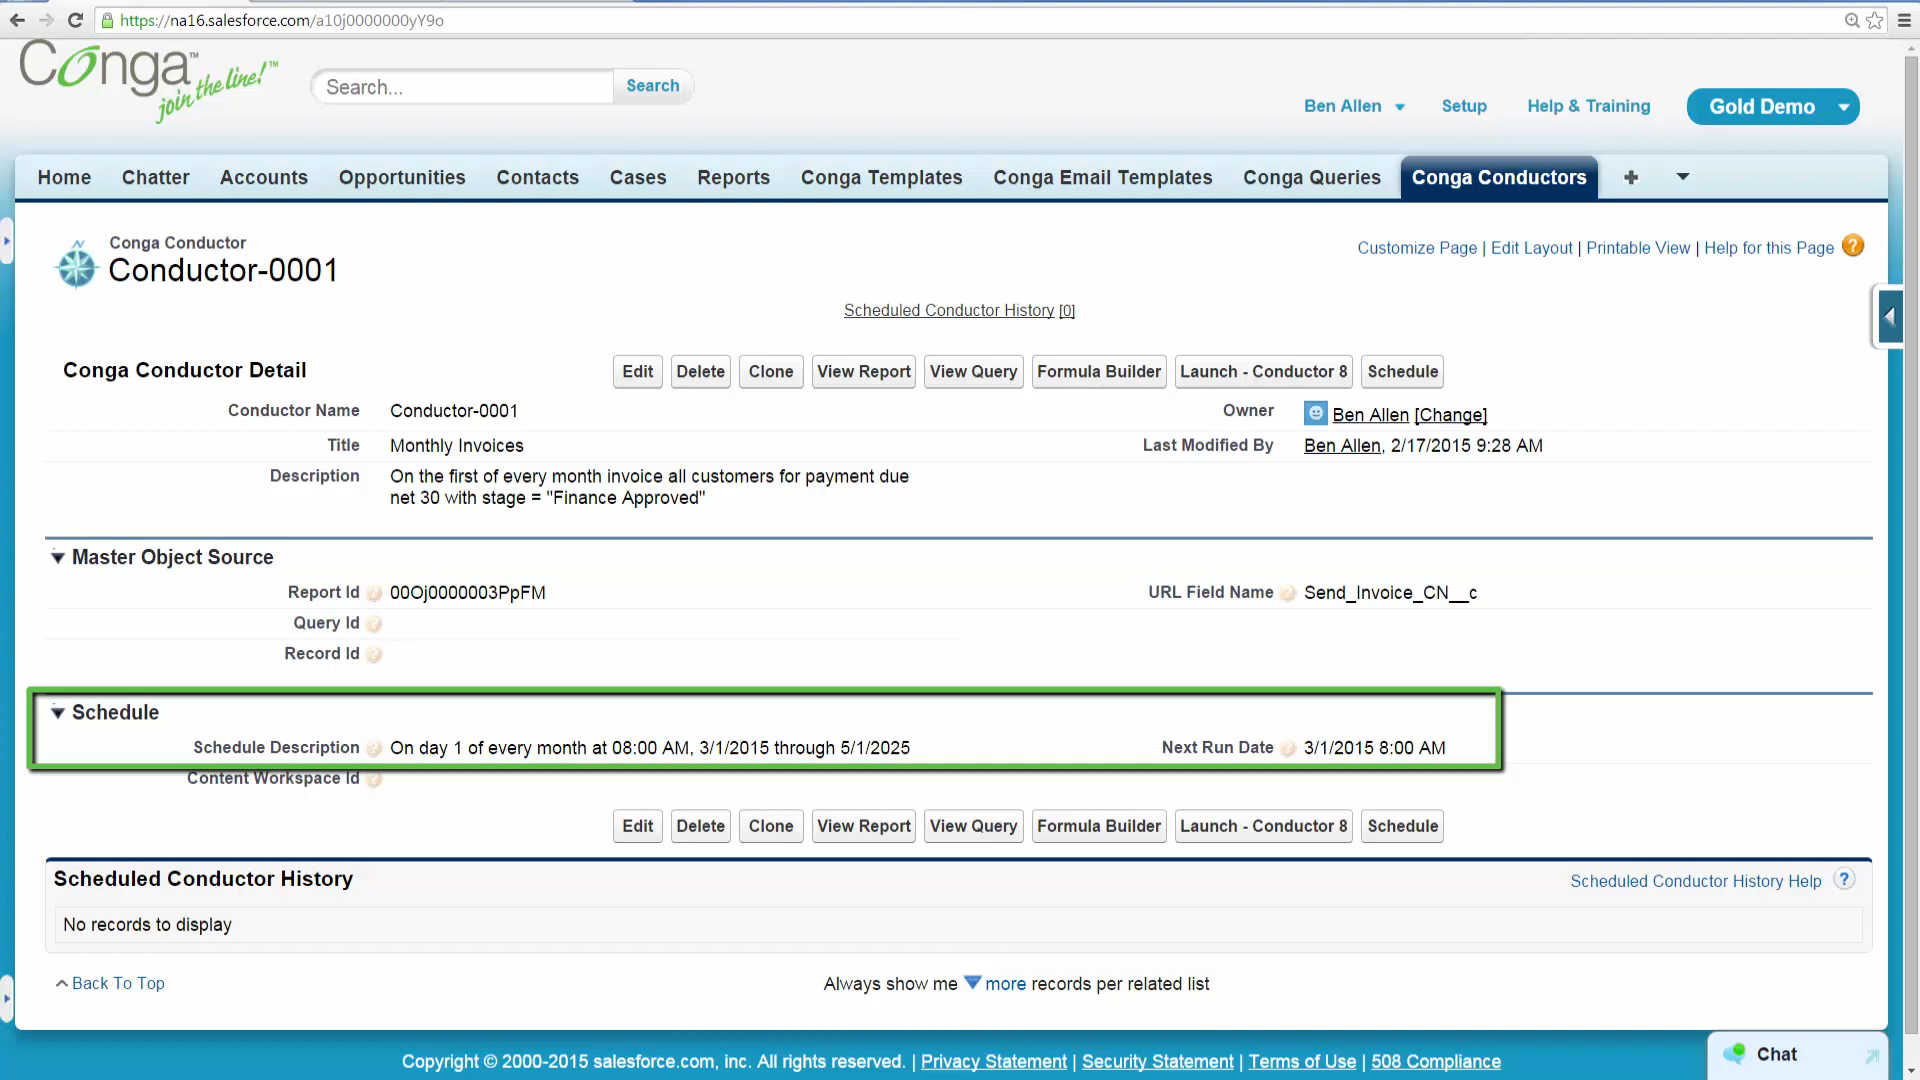 https://na16.salesforce.com/a10j0000000yY9o
Conga™
join the line!™
Search...
Search
Ben Allen
Setup
Help & Training
Gold Demo
Home
Chatter
Accounts
Opportunities
Contacts
Cases
Reports
Conga Templates
Conga Email Templates
Conga Queries
Conga Conductors
Conga Conductor
Conductor-0001
Customize Page | Edit Layout | Printable View | Help for this Page
Scheduled Conductor History [0]
Conga Conductor Detail
Edit
Delete
Clone
View Report
View Query
Formula Builder
Launch - Conductor 8
Schedule
Conductor Name Conductor-0001
Owner Ben Allen [Change]
Title Monthly Invoices
Last Modified By Ben Allen, 2/17/2015 9:28 AM
Description On the first of every month invoice all customers for payment due
net 30 with stage = "Finance Approved"
Master Object Source
Report Id 00Oj0000003PpFM
URL Field Name Send_Invoice_CN__c
Query Id
Record Id
Schedule
Schedule Description On day 1 of every month at 08:00 AM, 3/1/2015 through 5/1/2025
Next Run Date 3/1/2015 8:00 AM
Content Workspace Id
Edit
Delete
Clone
View Report
View Query
Formula Builder
Launch - Conductor 8
Schedule
Scheduled Conductor History
Scheduled Conductor History Help ?
No records to display
Back To Top
Always show me more records per related list
Copyright © 2000-2015 salesforce.com, inc. All rights reserved. | Privacy Statement | Security Statement | Terms of Use | 508 Compliance
Chat